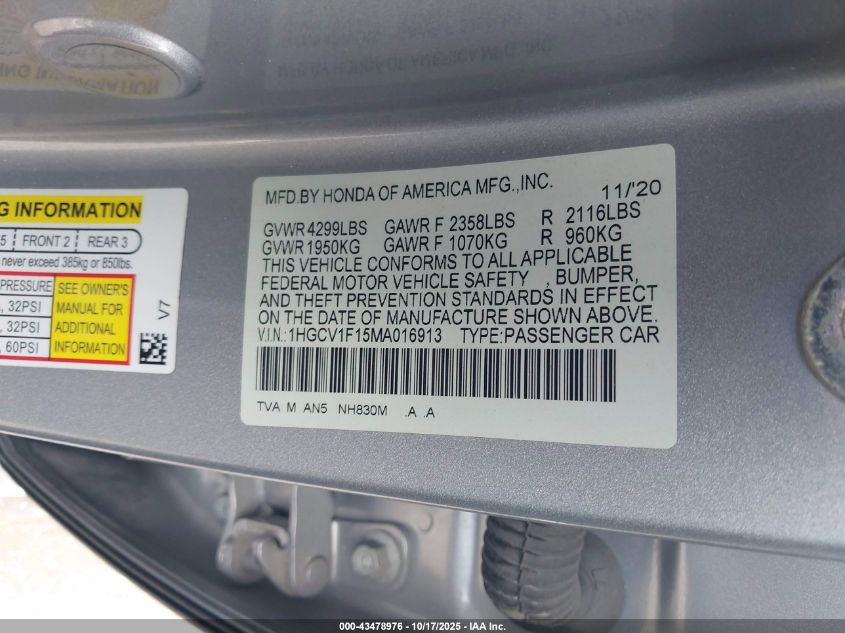 NG INFORMATION
5 FRONT 2 REAR 3
never exceed 385kg or 850lbs.
PRESSURE SEE OWNER'S
, 32PSI MANUAL FOR
, 32PSI ADDITIONAL
, 60PSI INFORMATION
V7
MFD.BY HONDA OF AMERICA MFG.,INC. 11/'20
GVWR 4299LBS GAWR F 2358LBS R 2116LBS
GVWR 1950KG GAWR F 1070KG R 960KG
THIS VEHICLE CONFORMS TO ALL APPLICABLE
FEDERAL MOTOR VEHICLE SAFETY , BUMPER,
AND THEFT PREVENTION STANDARDS IN EFFECT
ON THE DATE OF MANUFACTURE SHOWN ABOVE.
V.I.N.: 1HGCV1F15MA016913 TYPE:PASSENGER CAR
TVA M AN5 NH830M .A .A
000-43478976 - 10/17/2025 - IAA Inc.